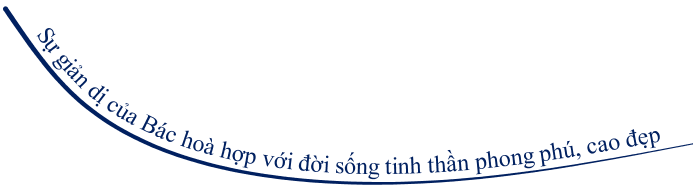 Sự giản dị của Bác hoà hợp với đời sống tinh thần phong phú, cao đẹp